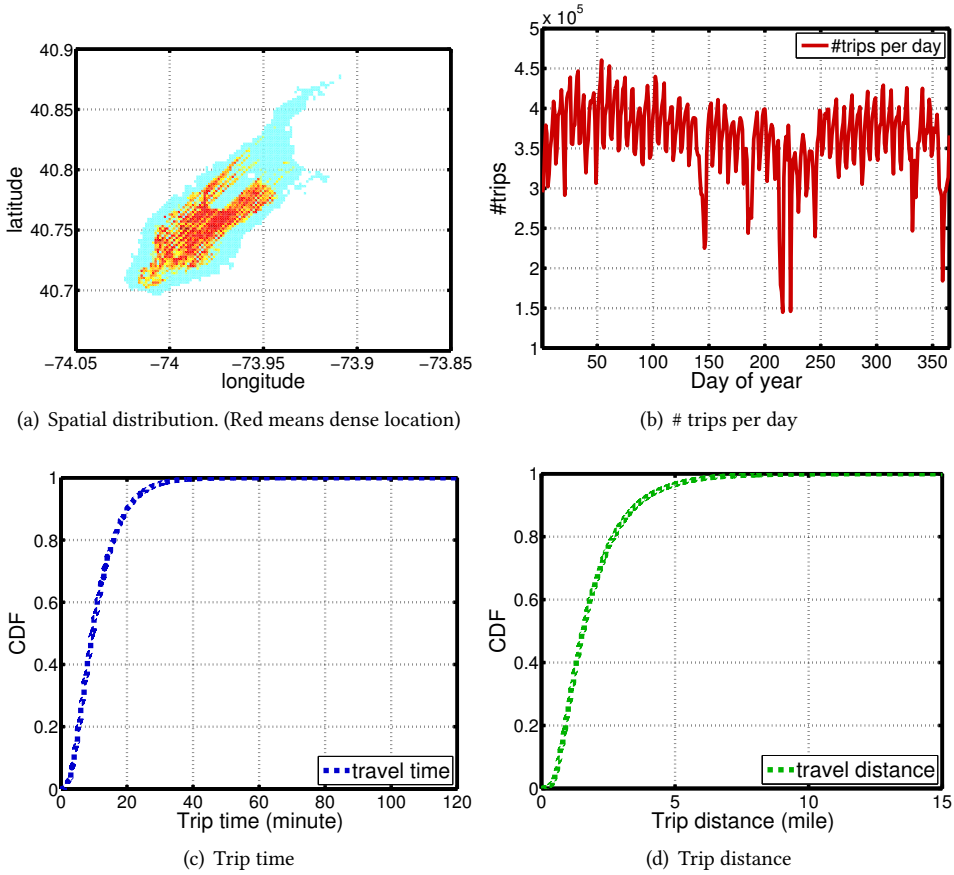 40.9
40.85
40.8
40.75
40.7
latitude
−74.05 −74 −73.95 −73.9 −73.85
longitude
(a) Spatial distribution. (Red means dense location)
5 x 10^5
4.5
4
3.5
3
2.5
2
1.5
1
#trips
#trips per day
50 100 150 200 250 300 350
Day of year
(b) # trips per day
1
0.8
0.6
0.4
0.2
0
CDF
travel time
0 20 40 60 80 100 120
Trip time (minute)
(c) Trip time
1
0.8
0.6
0.4
0.2
0
CDF
travel distance
0 5 10 15
Trip distance (mile)
(d) Trip distance